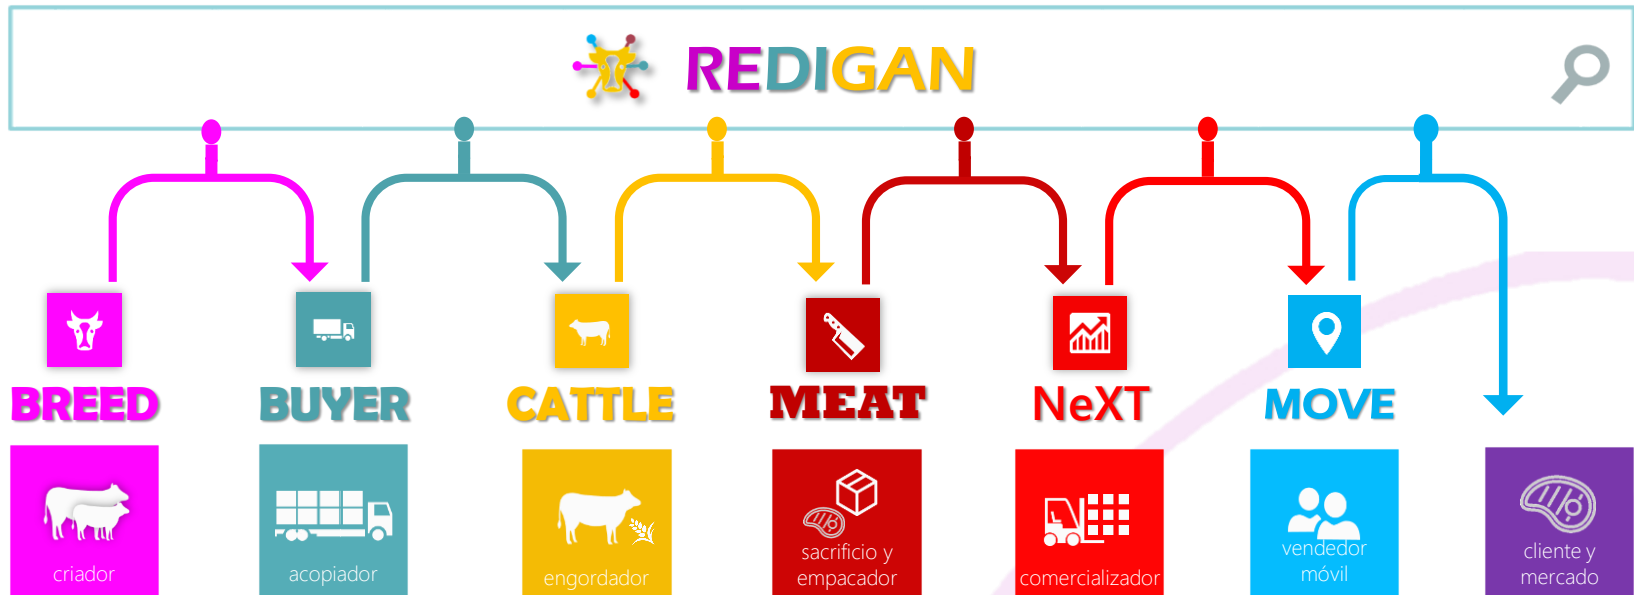 REDIGAN
BREED
BUYER
CATTLE
MEAT
NeXT
MOVE
criador
acopiador
engordador
sacrificio y
empacador
comercializador
vendedor
móvil
cliente y
mercado